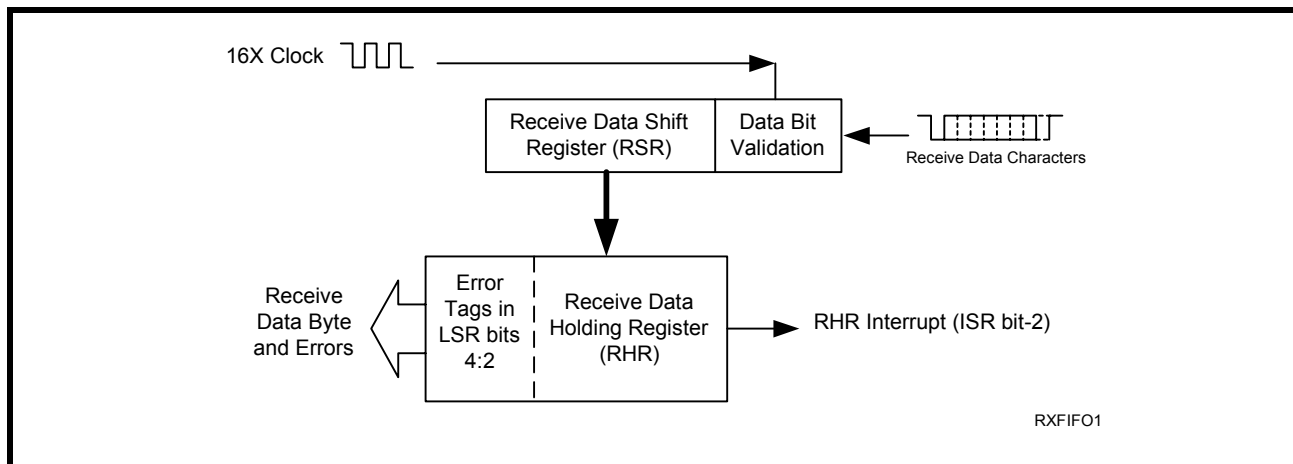 16X Clock
Receive Data Shift
Register (RSR)
Data Bit
Validation
Receive Data Characters
Receive
Data Byte
and Errors
Error
Tags in
LSR bits
4:2
Receive Data
Holding Register
(RHR)
RHR Interrupt (ISR bit-2)
RXFIFO1